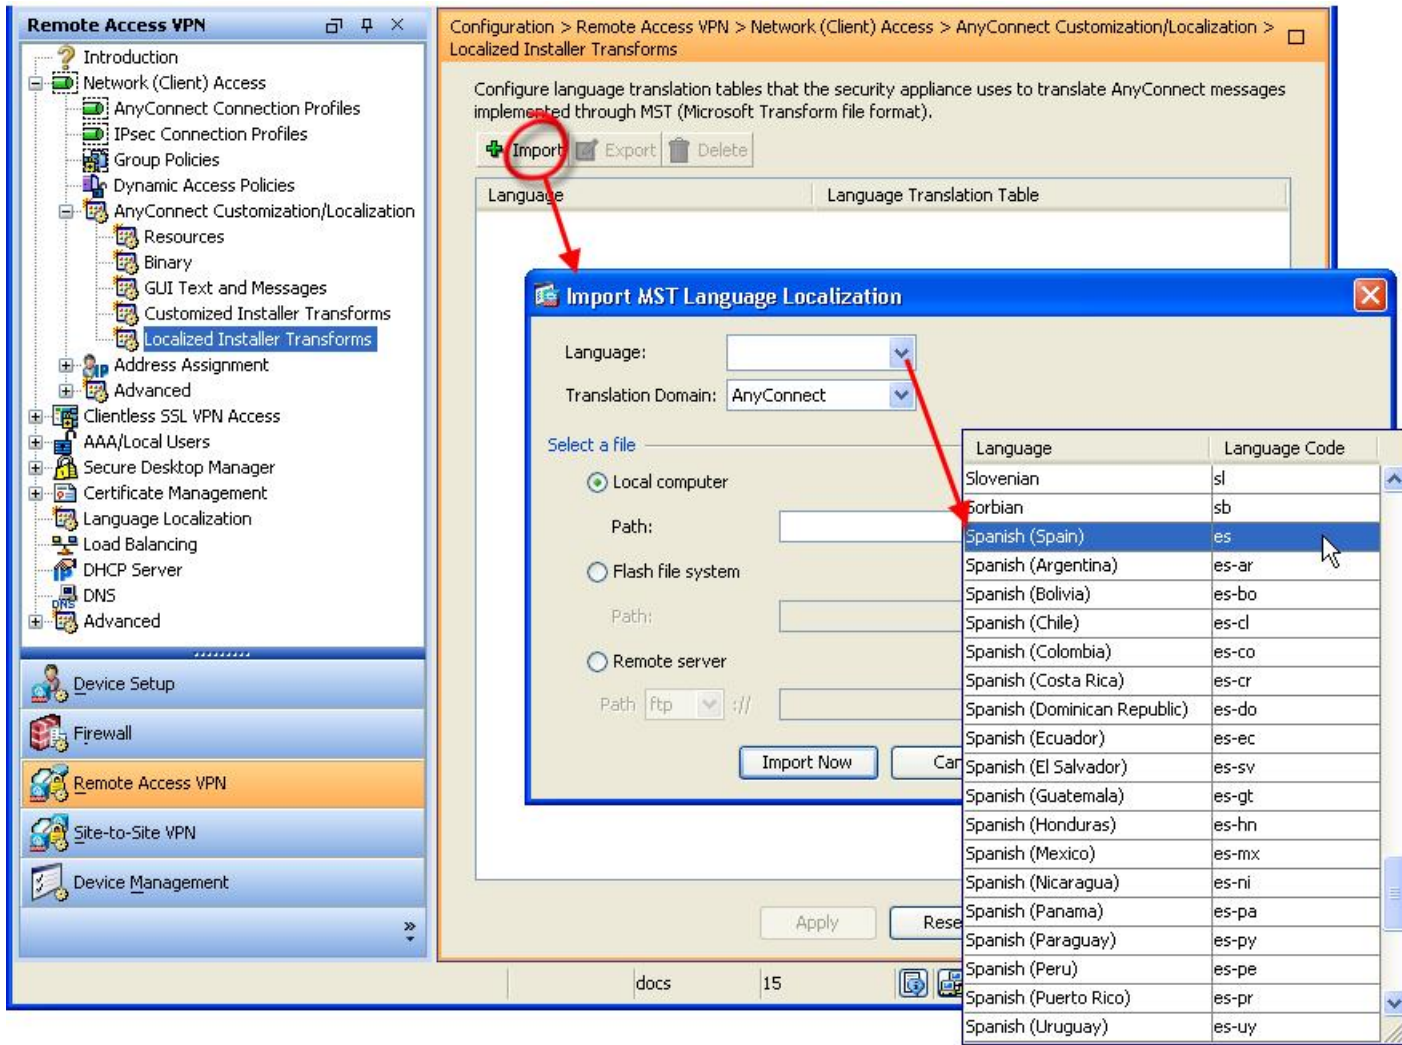 Remote Access VPN
Introduction
Network (Client) Access
AnyConnect Connection Profiles
IPsec Connection Profiles
Group Policies
Dynamic Access Policies
AnyConnect Customization/Localization
Resources
Binary
GUI Text and Messages
Customized Installer Transforms
Localized Installer Transforms
IP Address Assignment
Advanced
Clientless SSL VPN Access
AAA/Local Users
Secure Desktop Manager
Certificate Management
Language Localization
Load Balancing
DHCP Server
DNS DNS
Advanced
Device Setup
Firewall
Remote Access VPN
Site-to-Site VPN
Device Management
»
Configuration > Remote Access VPN > Network (Client) Access > AnyConnect Customization/Localization >
Localized Installer Transforms
Configure language translation tables that the security appliance uses to translate AnyConnect messages
implemented through MST (Microsoft Transform file format).
Import Export Delete
Language Language Translation Table
Import MST Language Localization
Language:
Translation Domain: AnyConnect
Select a file
Local computer
Path:
Flash file system
Path:
Remote server
Path ftp ://
Import Now Can
Apply Rese
docs 15
Language Language Code
Slovenian sl
Sorbian sb
Spanish (Spain) es
Spanish (Argentina) es-ar
Spanish (Bolivia) es-bo
Spanish (Chile) es-cl
Spanish (Colombia) es-co
Spanish (Costa Rica) es-cr
Spanish (Dominican Republic) es-do
Spanish (Ecuador) es-ec
Spanish (El Salvador) es-sv
Spanish (Guatemala) es-gt
Spanish (Honduras) es-hn
Spanish (Mexico) es-mx
Spanish (Nicaragua) es-ni
Spanish (Panama) es-pa
Spanish (Paraguay) es-py
Spanish (Peru) es-pe
Spanish (Puerto Rico) es-pr
Spanish (Uruguay) es-uy